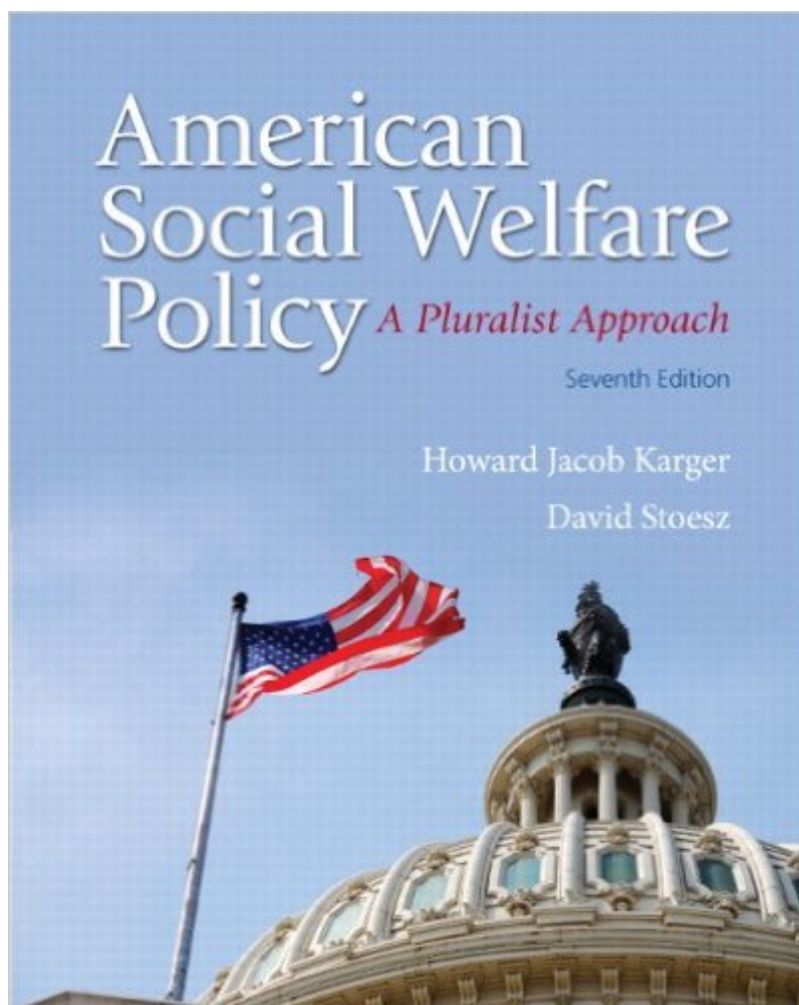 American
Social Welfare
Policy A Pluralist Approach
Seventh Edition
Howard Jacob Karger
David Stoesz